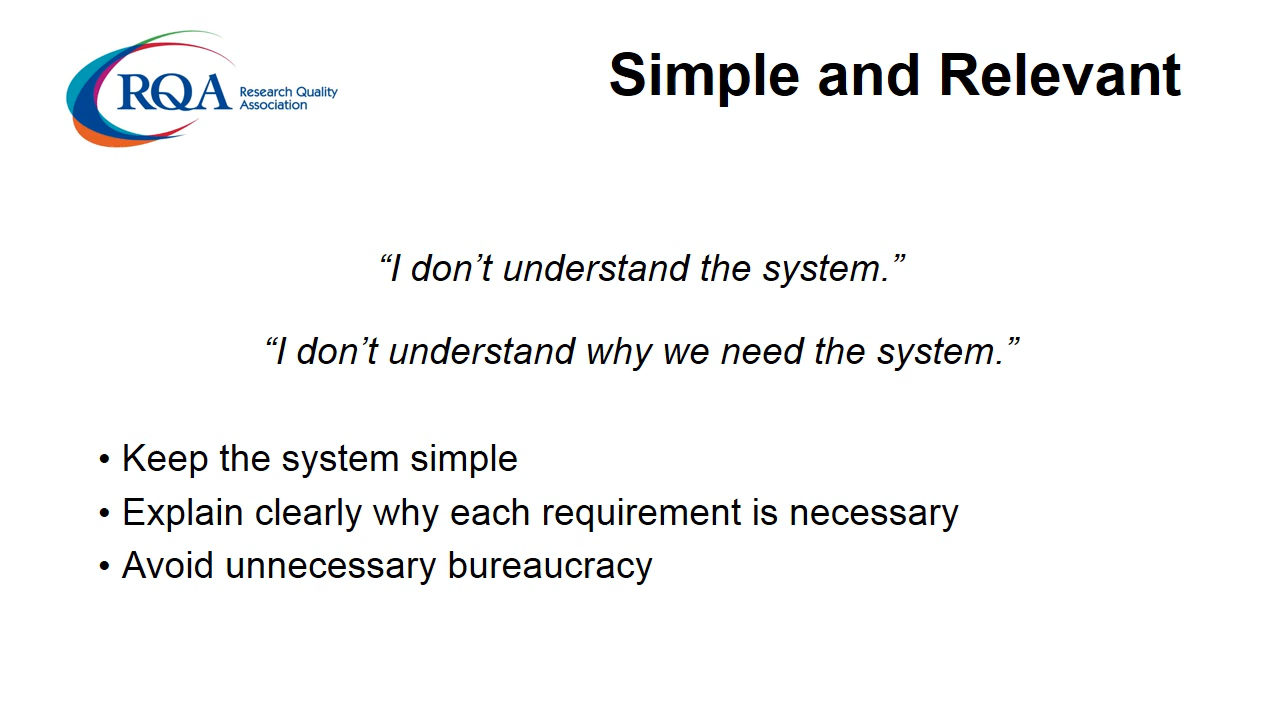 RQA Research Quality
Association
Simple and Relevant
“I don’t understand the system.”
“I don’t understand why we need the system.”
• Keep the system simple
• Explain clearly why each requirement is necessary
• Avoid unnecessary bureaucracy